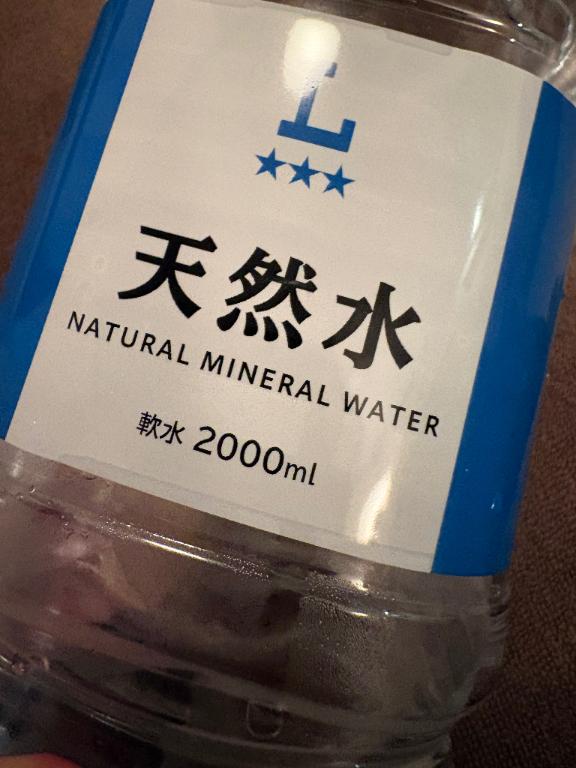 L
★★★
天然水
NATURAL MINERAL WATER
軟水 2000ml